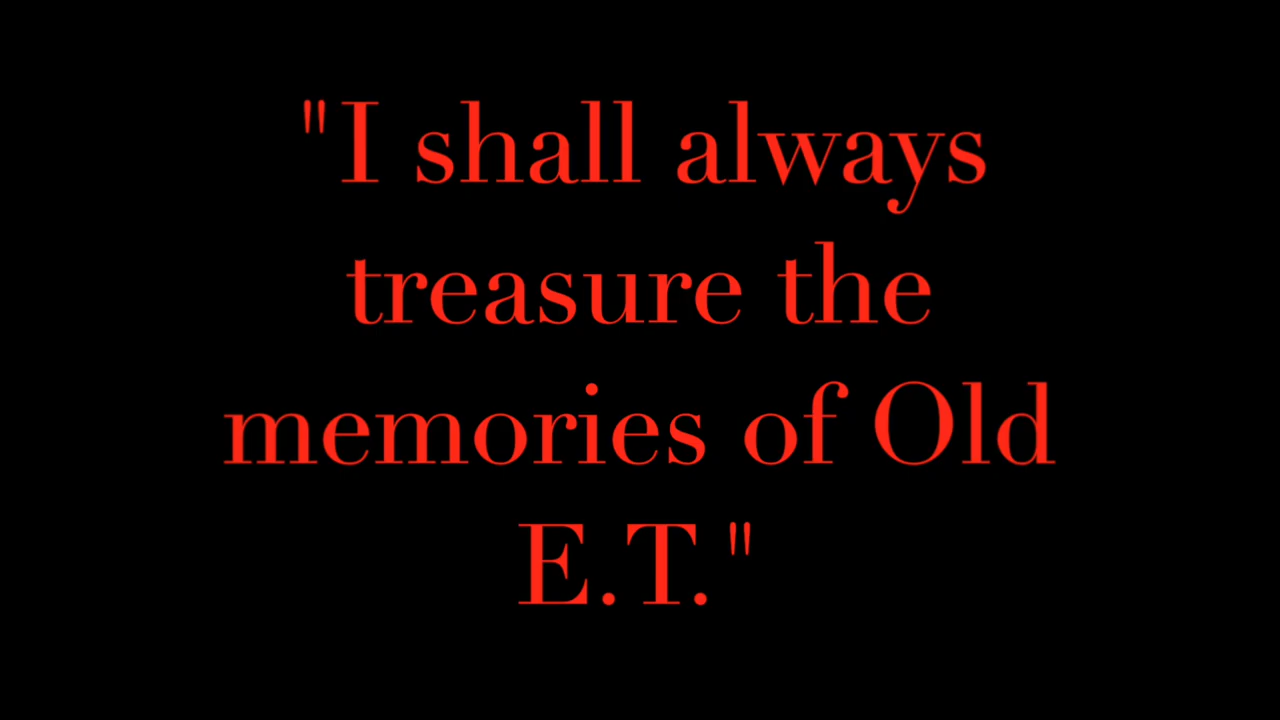 "I shall always
treasure the
memories of Old
E.T."